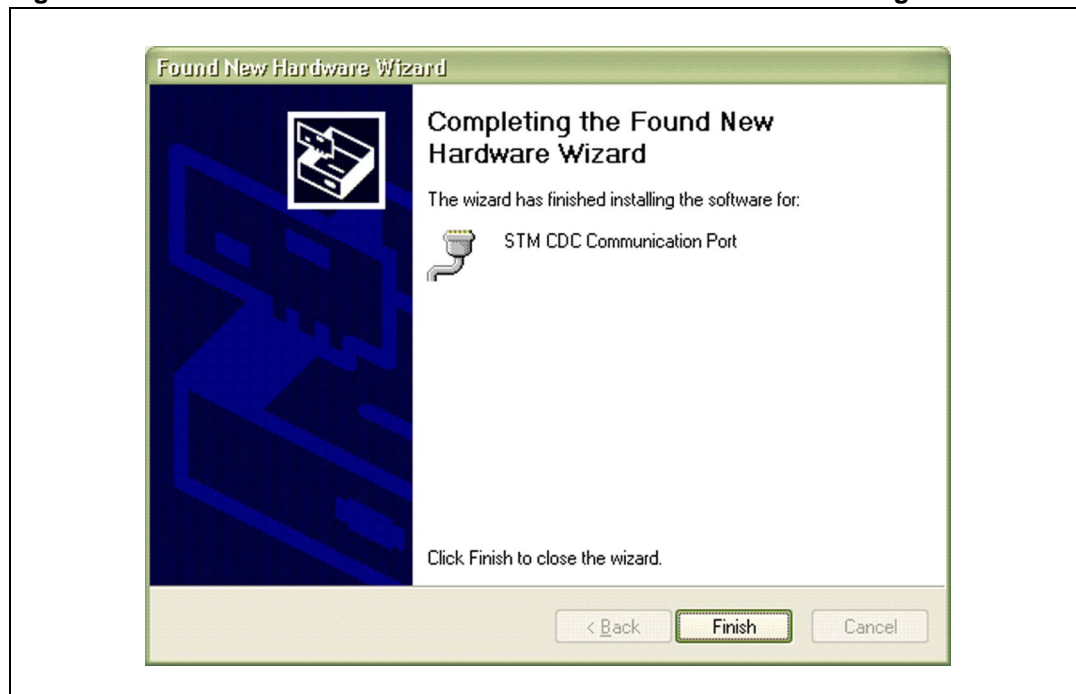 Found New Hardware Wizard
Completing the Found New
Hardware Wizard
The wizard has finished installing the software for:
STM CDC Communication Port
Click Finish to close the wizard.
< Back
Finish
Cancel